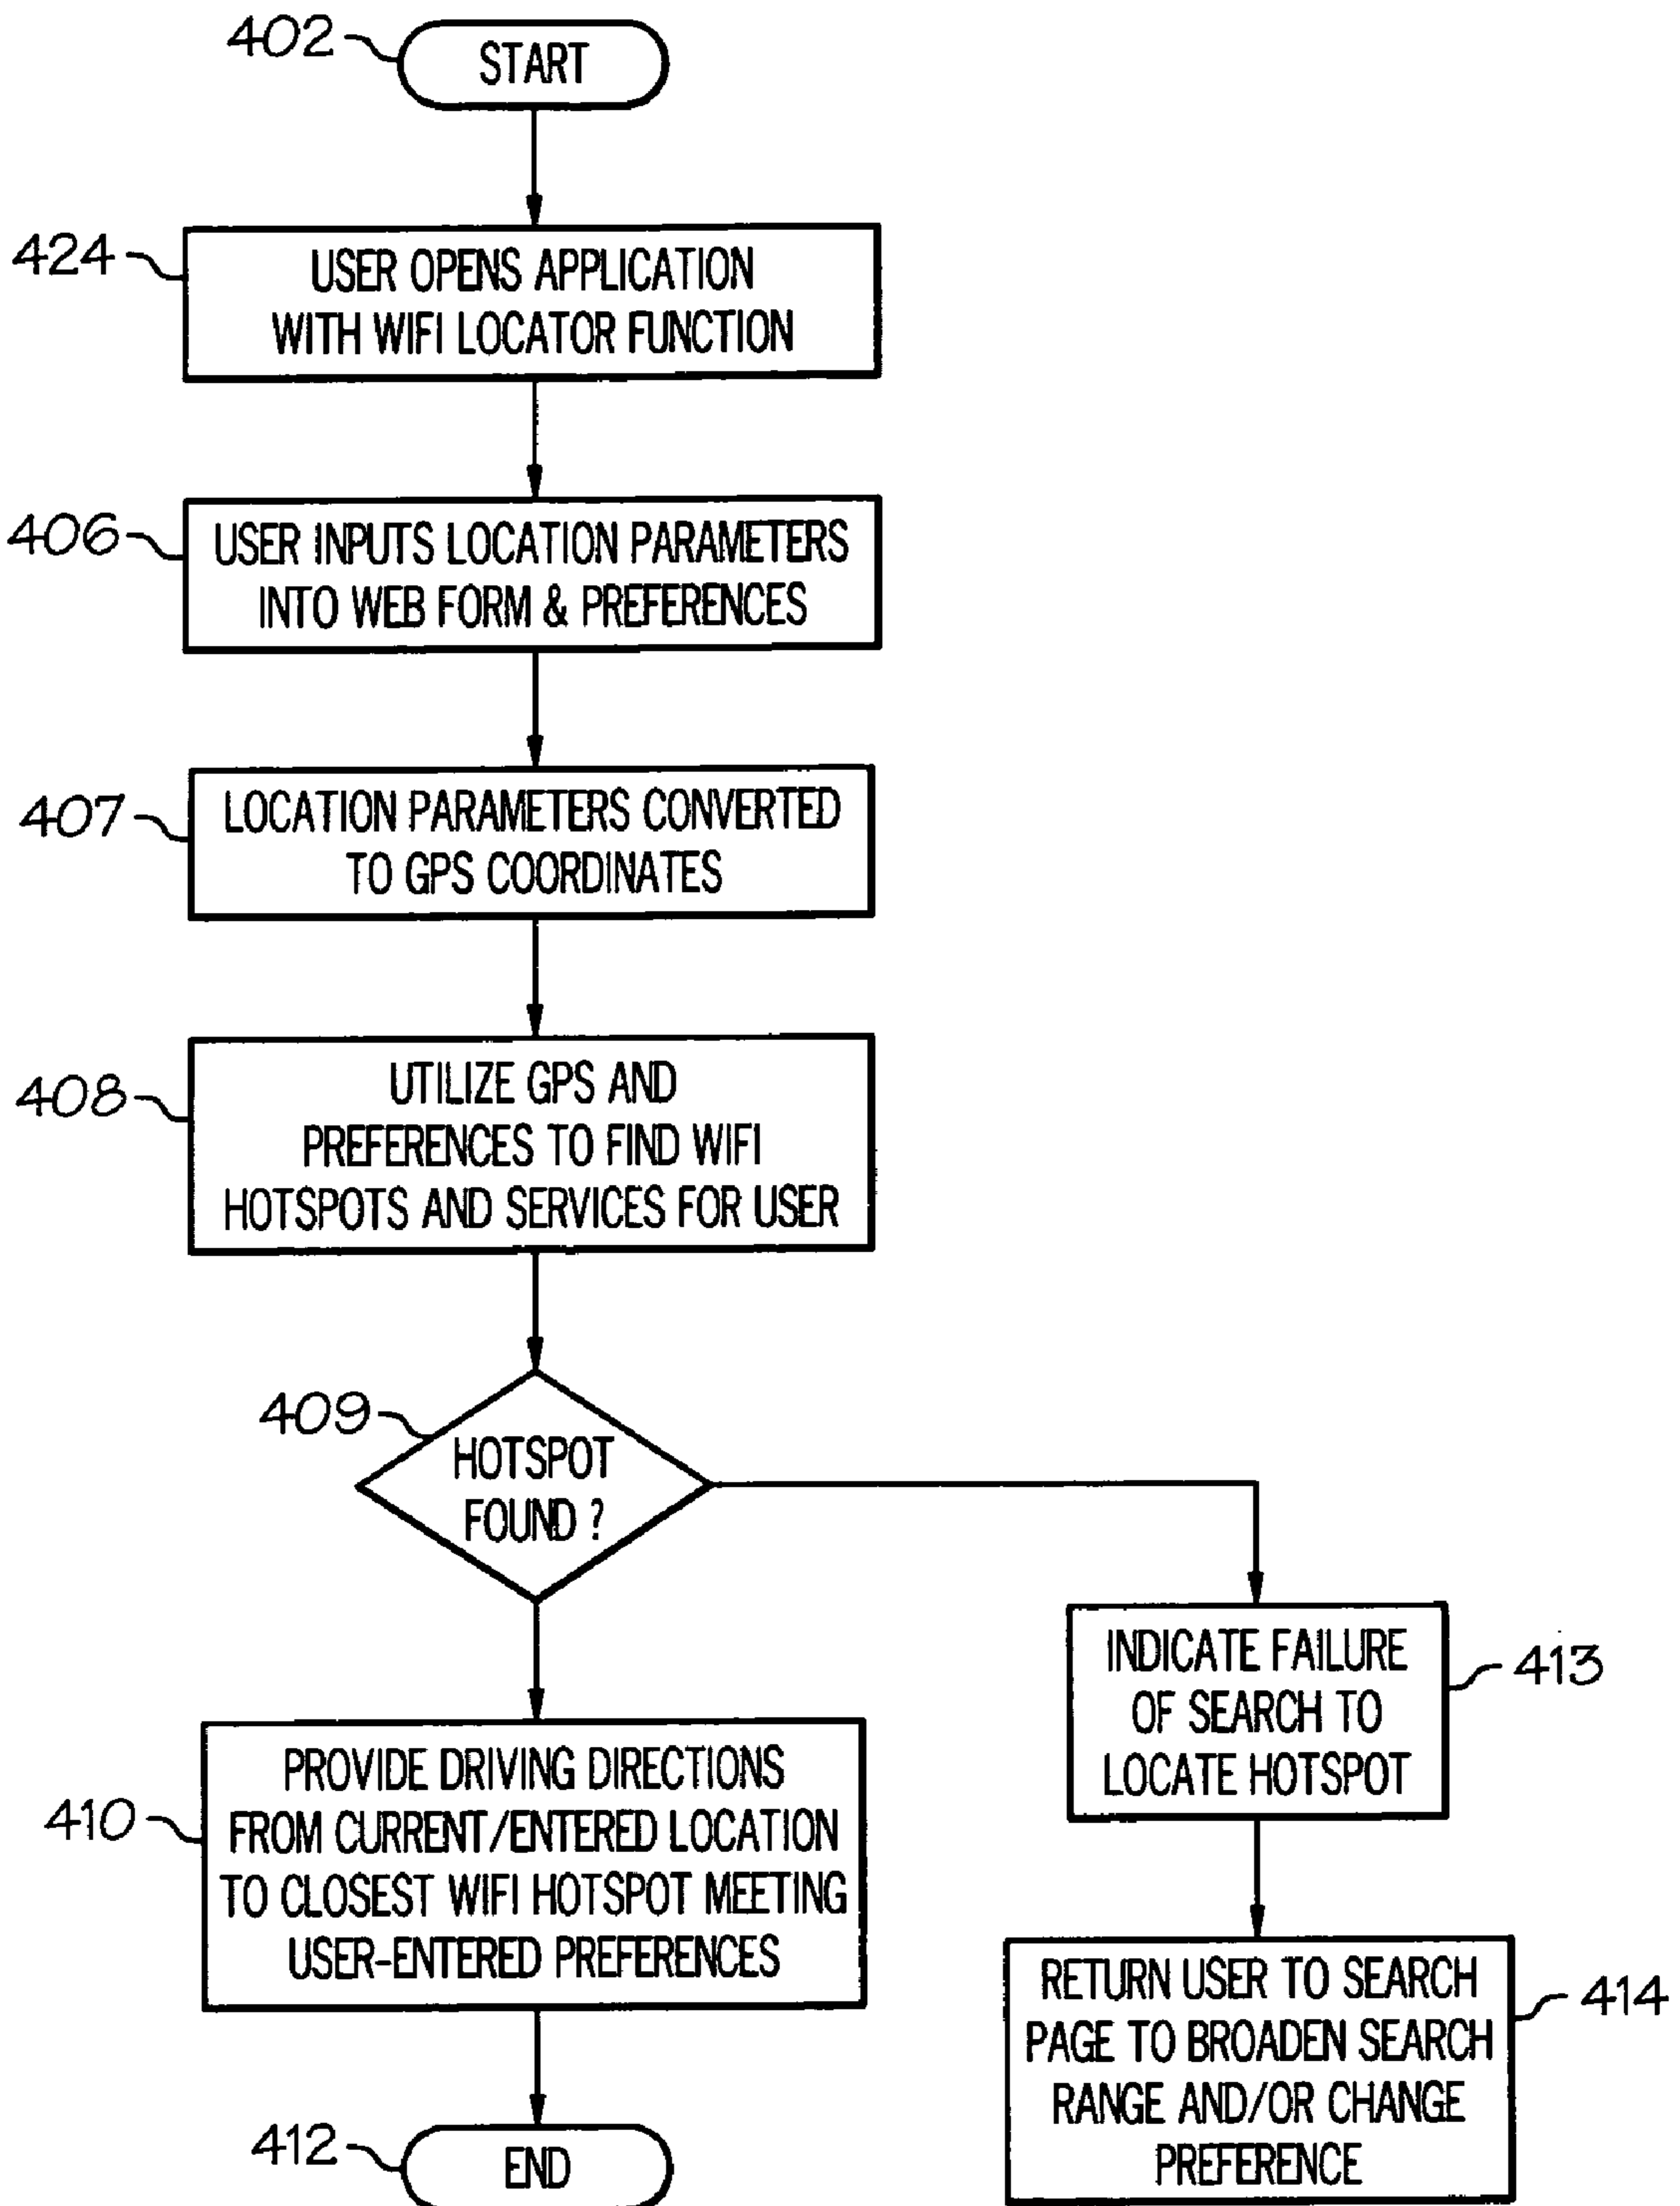 402
START
424
USER OPENS APPLICATION
WITH WIFI LOCATOR FUNCTION
406
USER INPUTS LOCATION PARAMETERS
INTO WEB FORM & PREFERENCES
407
LOCATION PARAMETERS CONVERTED
TO GPS COORDINATES
408
UTILIZE GPS AND
PREFERENCES TO FIND WIFI
HOTSPOTS AND SERVICES FOR USER
409
HOTSPOT
FOUND ?
410
PROVIDE DRIVING DIRECTIONS
FROM CURRENT/ENTERED LOCATION
TO CLOSEST WIFI HOTSPOT MEETING
USER-ENTERED PREFERENCES
412
END
INDICATE FAILURE
OF SEARCH TO
LOCATE HOTSPOT
413
RETURN USER TO SEARCH
PAGE TO BROADEN SEARCH
RANGE AND/OR CHANGE
PREFERENCE
414